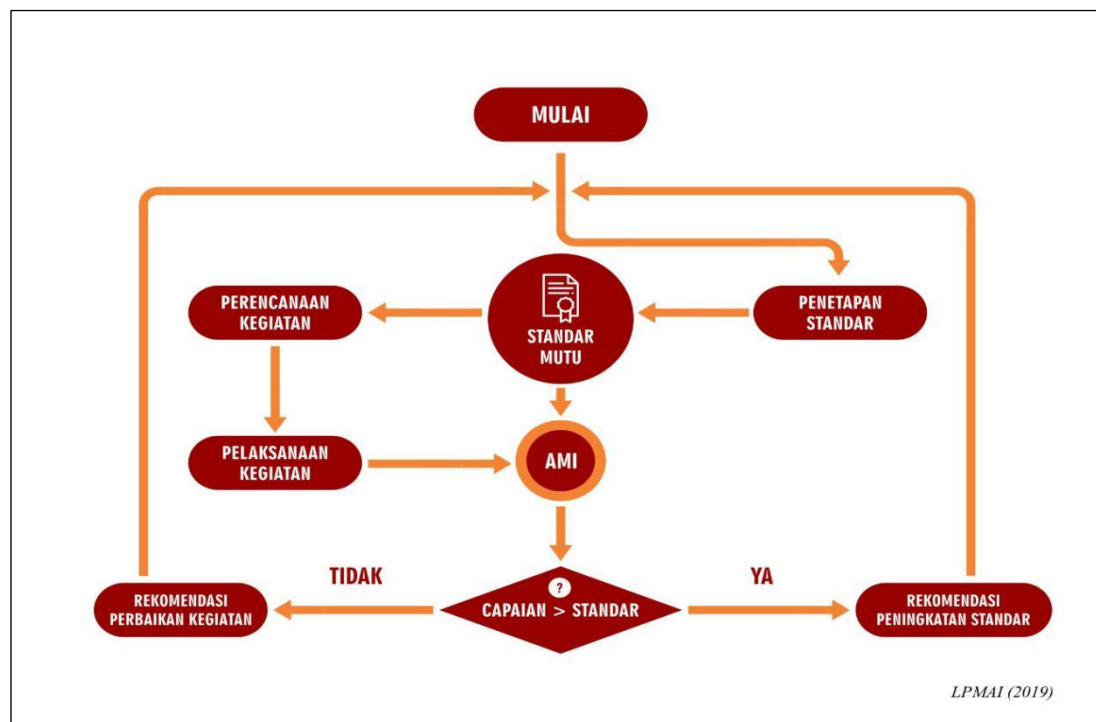 MULAI
PERENCANAAN
KEGIATAN
STANDAR
MUTU
PENETAPAN
STANDAR
PELAKSANAAN
KEGIATAN
AMI
TIDAK
YA
?
CAPAIAN > STANDAR
REKOMENDASI
PERBAIKAN KEGIATAN
REKOMENDASI
PENINGKATAN STANDAR
LPMAI (2019)